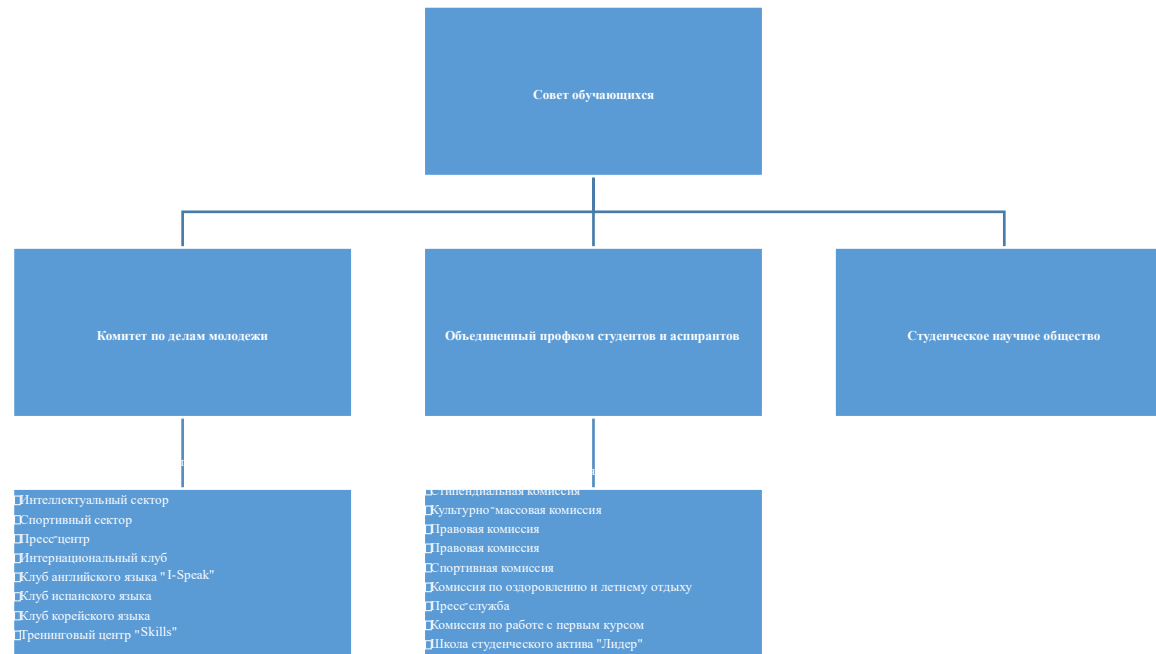 Совет обучающихся
Комитет по делам молодежи
Объединенный профком студентов и аспирантов
Студенческое научное общество
Интеллектуальный сектор
Спортивный сектор
Пресс-центр
Интернациональный клуб
Клуб английского языка "I-Speak"
Клуб испанского языка
Клуб корейского языка
Тренинговый центр "Skills"
Стипендиальная комиссия
Культурно-массовая комиссия
Правовая комиссия
Правовая комиссия
Спортивная комиссия
Комиссия по оздоровлению и летнему отдыху
Пресс-служба
Комиссия по работе с первым курсом
Школа студенческого актива "Лидер"